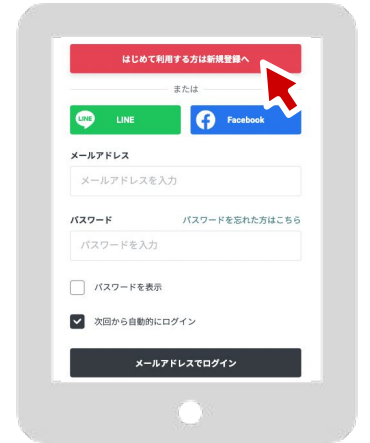 はじめて利用する方は新規登録へ
または
LINE LINE
Facebook
メールアドレス
メールアドレスを入力
パスワード パスワードを忘れた方はこちら
パスワードを入力
パスワードを表示
次回から自動的にログイン
メールアドレスでログイン